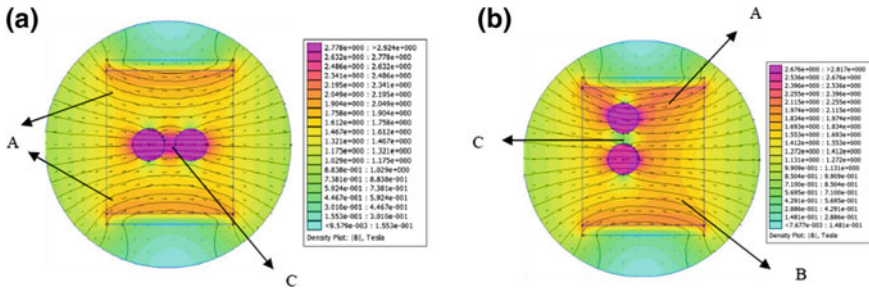 (a)
A
C
2.778e+000 : >2.924e+000
2.632e+000 : 2.778e+000
2.486e+000 : 2.632e+000
2.341e+000 : 2.486e+000
2.195e+000 : 2.341e+000
2.049e+000 : 2.195e+000
1.904e+000 : 2.049e+000
1.758e+000 : 1.904e+000
1.612e+000 : 1.758e+000
1.467e+000 : 1.612e+000
1.321e+000 : 1.467e+000
1.175e+000 : 1.321e+000
1.029e+000 : 1.175e+000
8.838e-001 : 1.029e+000
7.381e-001 : 8.838e-001
5.924e-001 : 7.381e-001
4.467e-001 : 5.924e-001
3.010e-001 : 4.467e-001
1.553e-001 : 3.010e-001
<9.579e-003 : 1.553e-001
Density Plot: |B|, Tesla
(b)
A
C
B
2.676e+000 : >2.817e+000
2.536e+000 : 2.676e+000
2.396e+000 : 2.536e+000
2.255e+000 : 2.396e+000
2.115e+000 : 2.255e+000
1.974e+000 : 2.115e+000
1.834e+000 : 1.974e+000
1.693e+000 : 1.834e+000
1.553e+000 : 1.693e+000
1.412e+000 : 1.553e+000
1.272e+000 : 1.412e+000
1.131e+000 : 1.272e+000
9.909e-001 : 1.131e+000
8.504e-001 : 9.909e-001
7.100e-001 : 8.504e-001
5.695e-001 : 7.100e-001
4.291e-001 : 5.695e-001
2.886e-001 : 4.291e-001
1.481e-001 : 2.886e-001
<7.677e-003 : 1.481e-001
Density Plot: |B|, Tesla